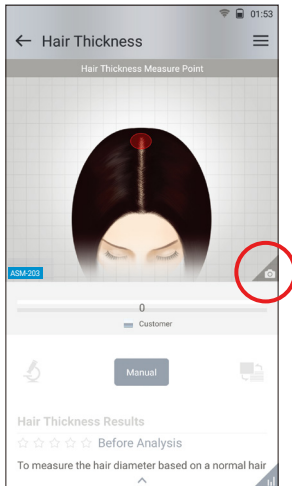 01:53
Hair Thickness
Hair Thickness Measure Point
ASM-203
0
Customer
Manual
Hair Thickness Results
Before Analysis
To measure the hair diameter based on a normal hair